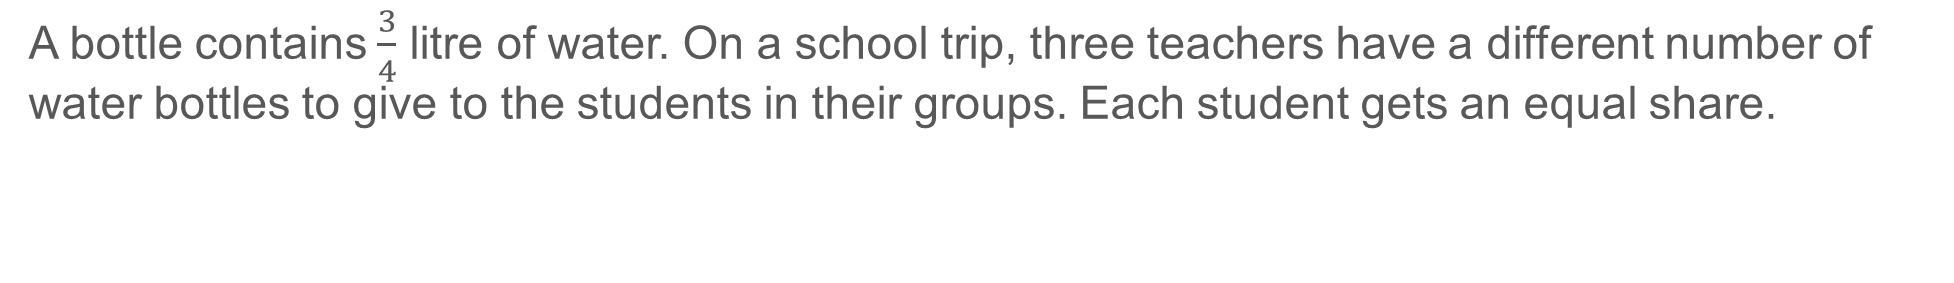 A bottle contains 3/4 litre of water. On a school trip, three teachers have a different number of
water bottles to give to the students in their groups. Each student gets an equal share.